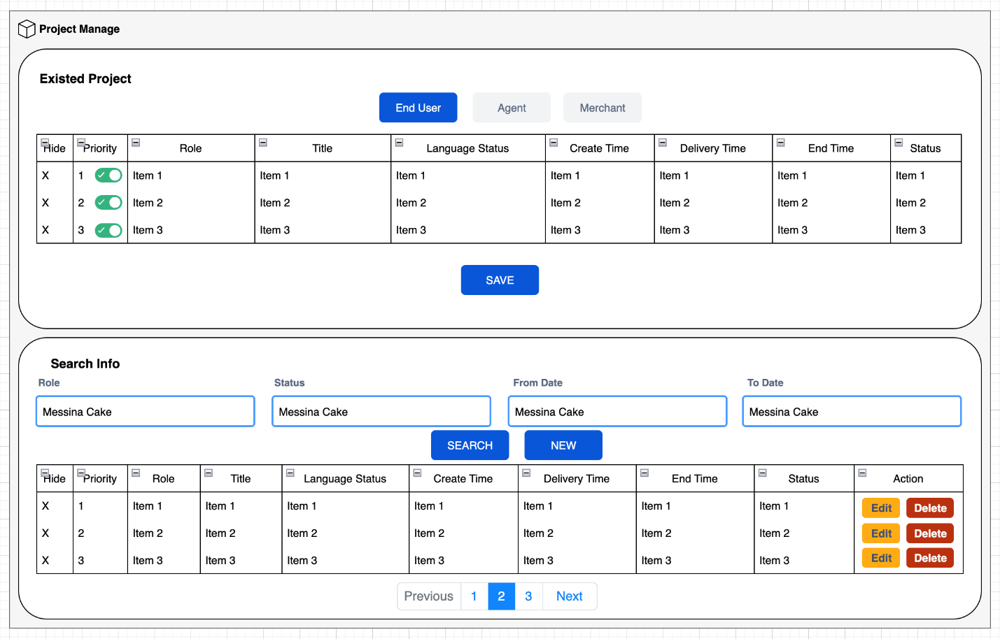 Project Manage
Existed Project
End User Agent Merchant
Hide Priority Role Title Language Status Create Time Delivery Time End Time Status
X 1 Item 1 Item 1 Item 1 Item 1 Item 1 Item 1 Item 1
X 2 Item 2 Item 2 Item 2 Item 2 Item 2 Item 2 Item 2
X 3 Item 3 Item 3 Item 3 Item 3 Item 3 Item 3 Item 3
SAVE
Search Info
Role Status From Date To Date
Messina Cake Messina Cake Messina Cake Messina Cake
SEARCH NEW
Hide Priority Role Title Language Status Create Time Delivery Time End Time Status Action
X 1 Item 1 Item 1 Item 1 Item 1 Item 1 Item 1 Item 1 Edit Delete
X 2 Item 2 Item 2 Item 2 Item 2 Item 2 Item 2 Item 2 Edit Delete
X 3 Item 3 Item 3 Item 3 Item 3 Item 3 Item 3 Item 3 Edit Delete
Previous 1 2 3 Next